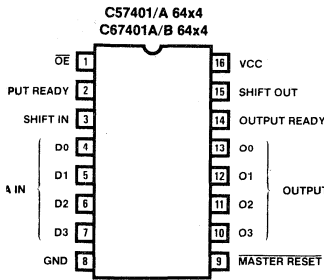 C57401/A 64x4
C67401A/B 64x4
OE 1
16 VCC
PUT READY 2
15 SHIFT OUT
SHIFT IN 3
14 OUTPUT READY
D0 4
13 O0
D1 5
12 O1
A IN
OUTPUT
D2 6
11 O2
D3 7
10 O3
GND 8
9 MASTER RESET